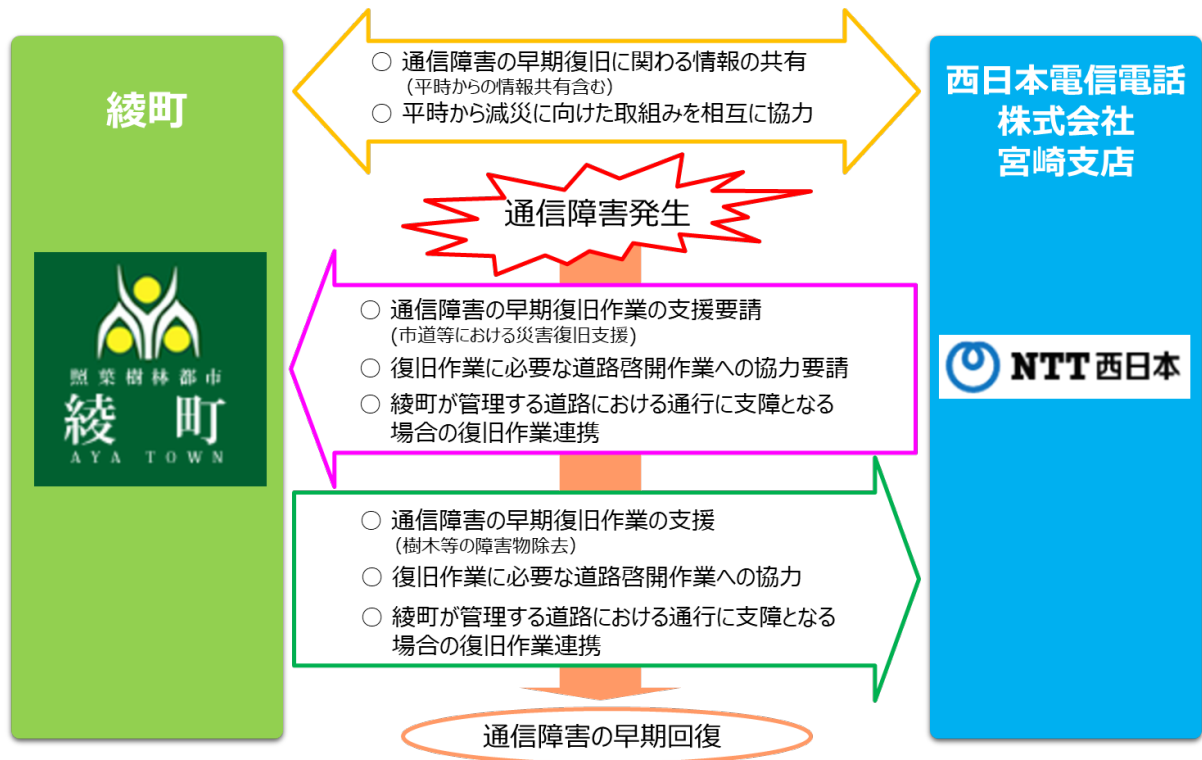 綾町
照葉樹林都市
綾町
AYA TOWN
○ 通信障害の早期復旧に関わる情報の共有
(平時からの情報共有含む)
○ 平時から減災に向けた取組みを相互に協力
西日本電信電話
株式会社
宮崎支店
NTT西日本
通信障害発生
○ 通信障害の早期復旧作業の支援要請
(市道等における災害復旧支援)
○ 復旧作業に必要な道路啓開作業への協力要請
○ 綾町が管理する道路における通行に支障となる
場合の復旧作業連携
○ 通信障害の早期復旧作業の支援
(樹木等の障害物除去)
○ 復旧作業に必要な道路啓開作業への協力
○ 綾町が管理する道路における通行に支障となる
場合の復旧作業連携
通信障害の早期回復